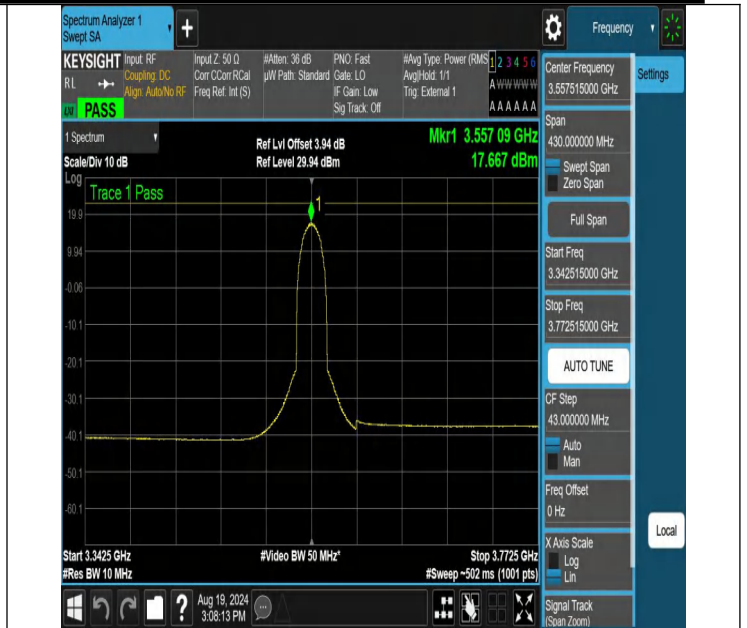 Spectrum Analyzer 1
Swept SA
+
Frequency
KEYSIGHT
RL
PASS
Input: RF
Coupling: DC
Align: Auto/No RF
Input Z: 50 Ω
Corr CCorr RCal
Freq Ref: Int (S)
#Atten: 36 dB
µW Path: Standard
PNO: Fast
Gate: LO
IF Gain: Low
Sig Track: Off
#Avg Type: Power (RMS
Avg|Hold: 1/1
Trig: External 1
1 2 3 4 5 6
A W W W W W
A A A A A A
Center Frequency
3.557515000 GHz
Settings
1 Spectrum
Scale/Div 10 dB
Ref Lvl Offset 3.94 dB
Ref Level 29.94 dBm
Mkr1 3.557 09 GHz
17.667 dBm
Span
430.000000 MHz
Swept Span
Zero Span
Log
Trace 1 Pass
1
19.9
9.94
-0.06
-10.1
-20.1
-30.1
-40.1
-50.1
-60.1
Full Span
Start Freq
3.342515000 GHz
Stop Freq
3.772515000 GHz
AUTO TUNE
CF Step
43.000000 MHz
Auto
Man
Freq Offset
0 Hz
Local
X Axis Scale
Log
Lin
Signal Track
(Span Zoom)
Start 3.3425 GHz
#Res BW 10 MHz
#Video BW 50 MHz*
Stop 3.7725 GHz
#Sweep ~502 ms (1001 pts)
?
Aug 19, 2024
3:08:13 PM